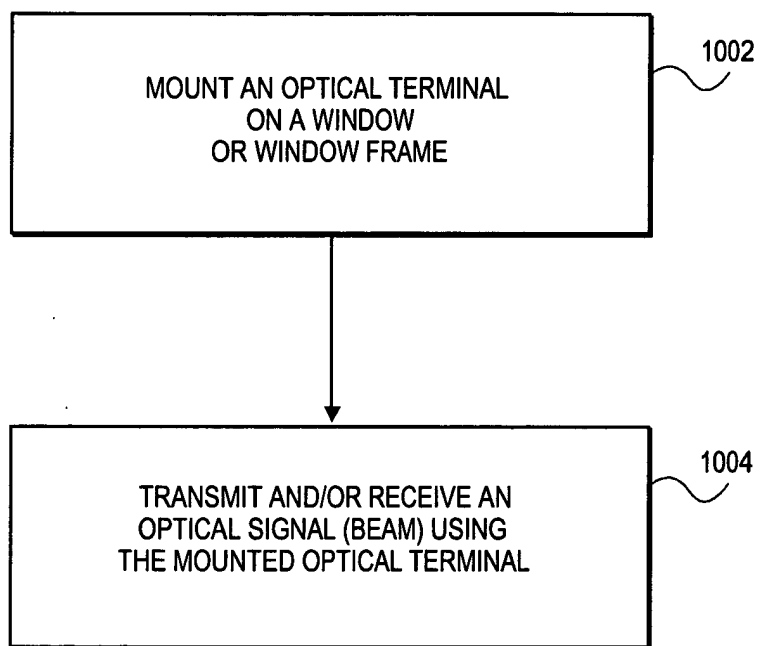 1002
MOUNT AN OPTICAL TERMINAL
ON A WINDOW
OR WINDOW FRAME
1004
TRANSMIT AND/OR RECEIVE AN
OPTICAL SIGNAL (BEAM) USING
THE MOUNTED OPTICAL TERMINAL